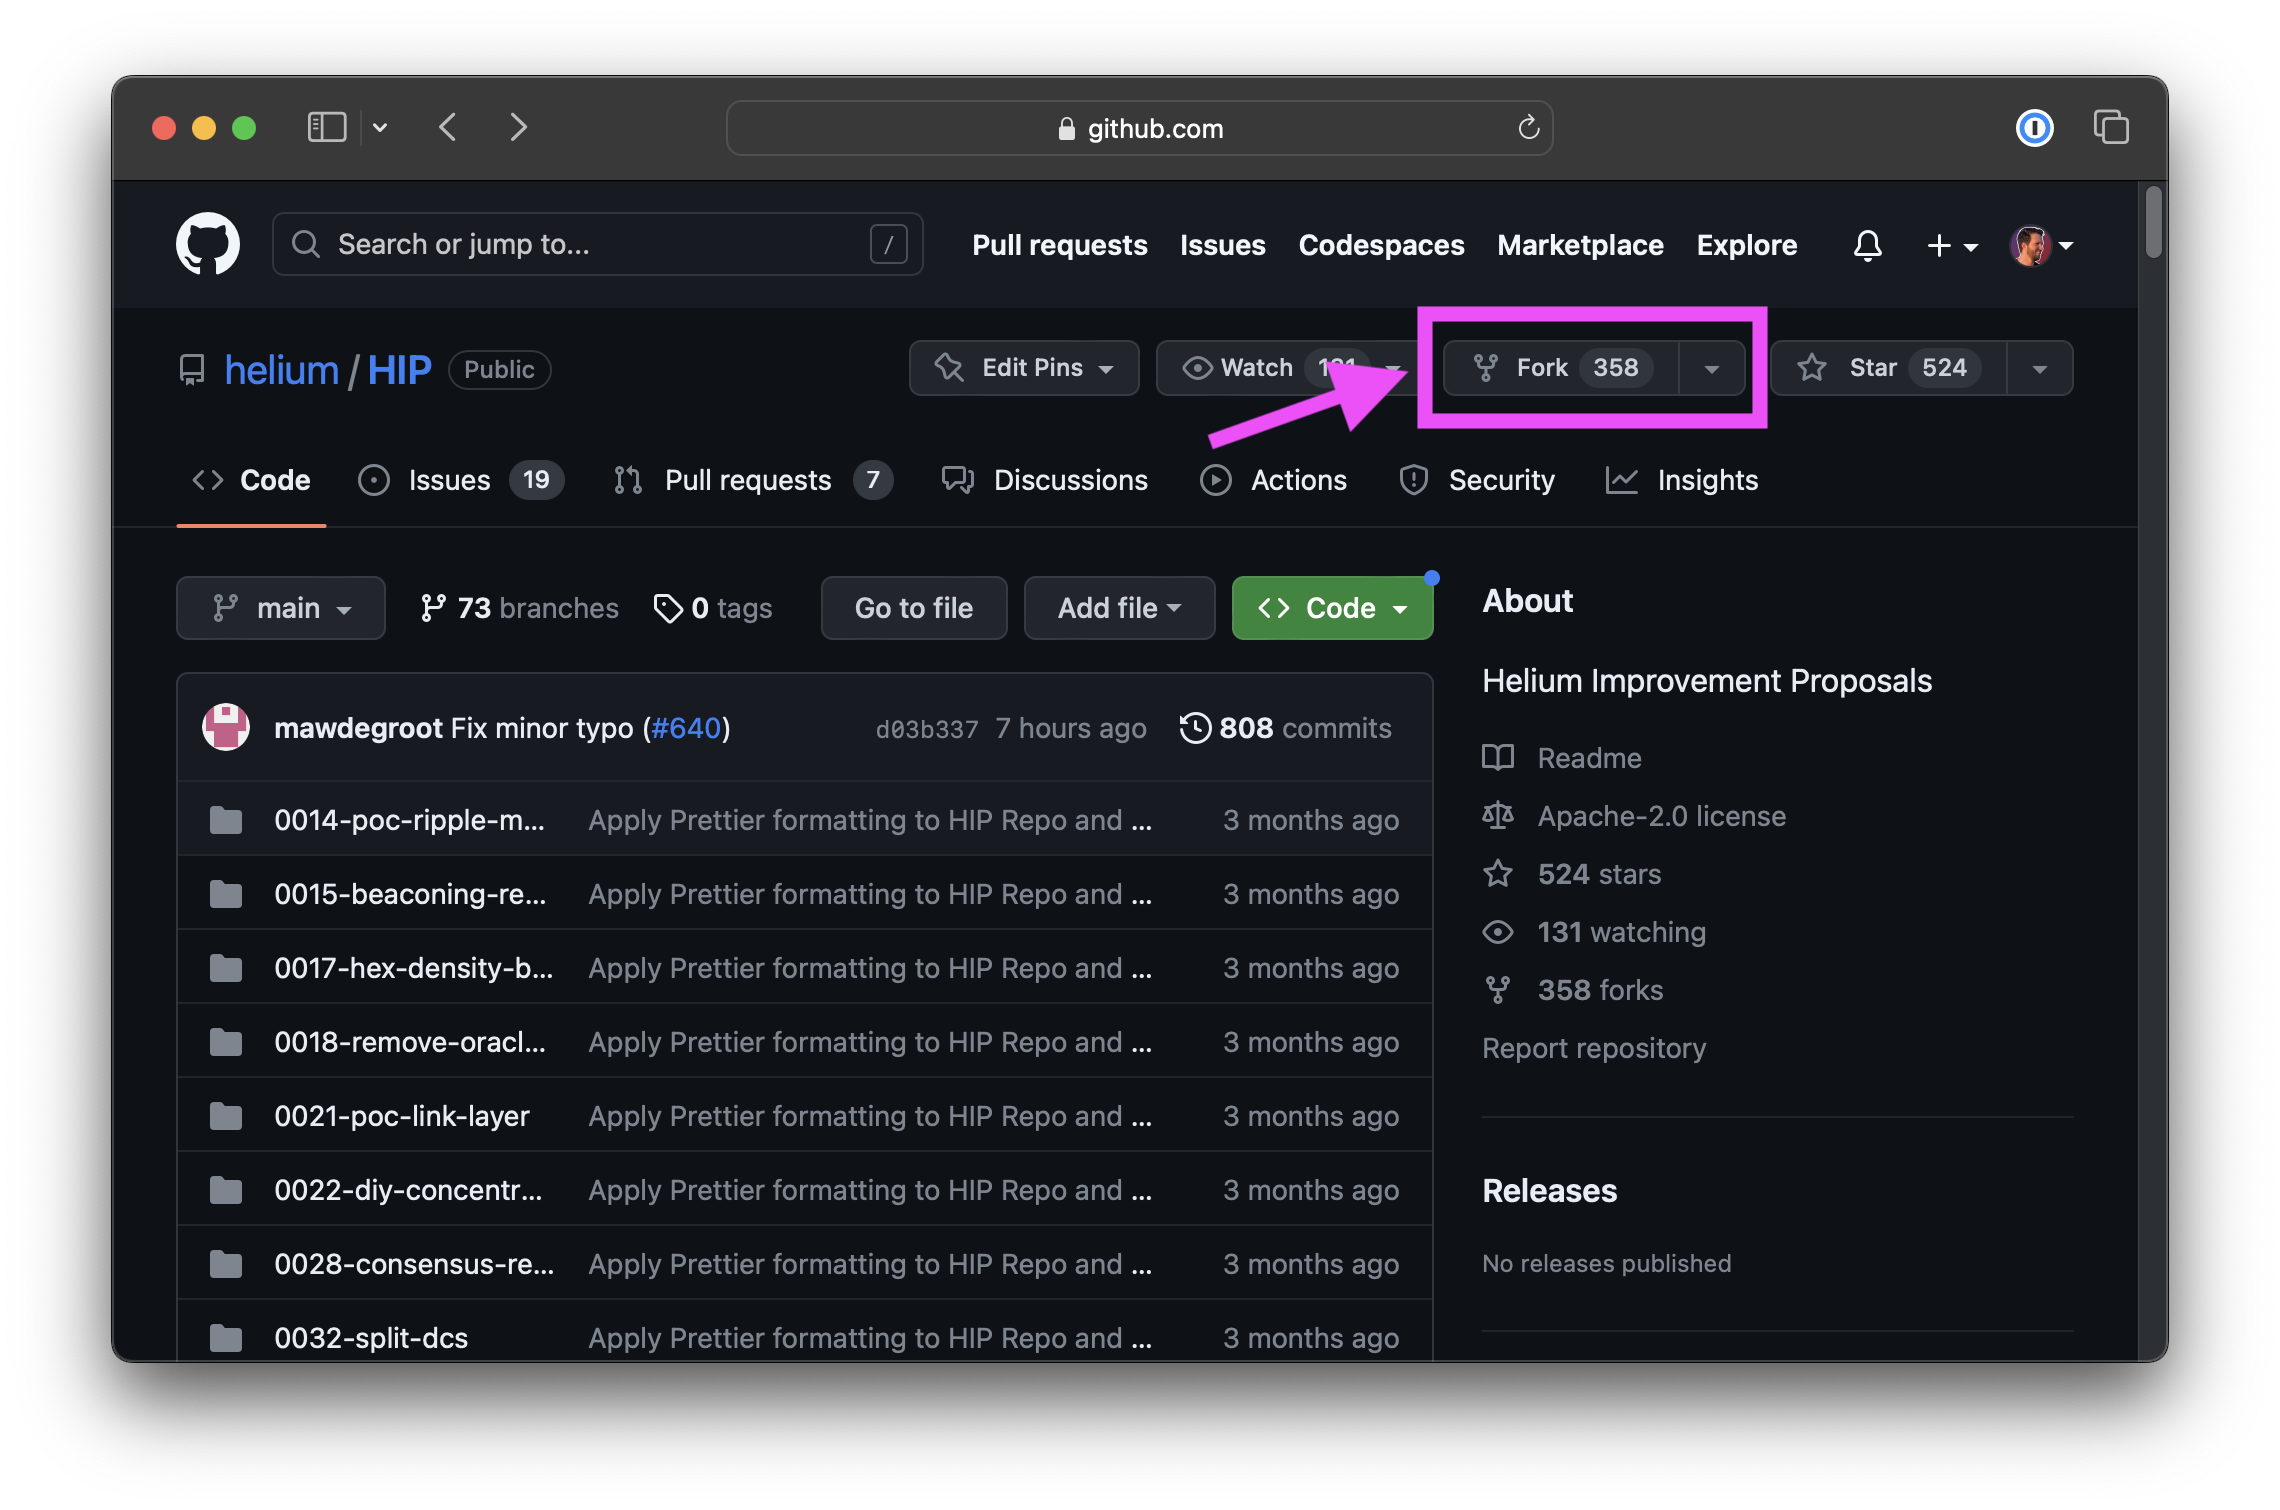 github.com
Search or jump to... /
Pull requests Issues Codespaces Marketplace Explore
helium / HIP Public
Edit Pins Watch Fork 358 Star 524
Code Issues 19 Pull requests 7 Discussions Actions Security Insights
main 73 branches 0 tags Go to file Add file Code
mawdegroot Fix minor typo (#640) d03b337 7 hours ago 808 commits
0014-poc-ripple-m... Apply Prettier formatting to HIP Repo and ... 3 months ago
0015-beaconing-re... Apply Prettier formatting to HIP Repo and ... 3 months ago
0017-hex-density-b... Apply Prettier formatting to HIP Repo and ... 3 months ago
0018-remove-oracl... Apply Prettier formatting to HIP Repo and ... 3 months ago
0021-poc-link-layer Apply Prettier formatting to HIP Repo and ... 3 months ago
0022-diy-concentr... Apply Prettier formatting to HIP Repo and ... 3 months ago
0028-consensus-re... Apply Prettier formatting to HIP Repo and ... 3 months ago
0032-split-dcs Apply Prettier formatting to HIP Repo and ... 3 months ago
About
Helium Improvement Proposals
Readme
Apache-2.0 license
524 stars
131 watching
358 forks
Report repository
Releases
No releases published